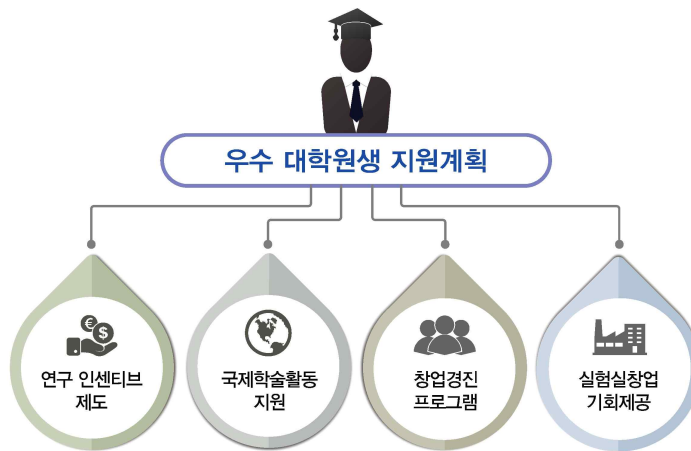 우수 대학원생 지원계획
연구 인센티브
제도
국제학술활동
지원
창업경진
프로그램
실험실창업
기회제공